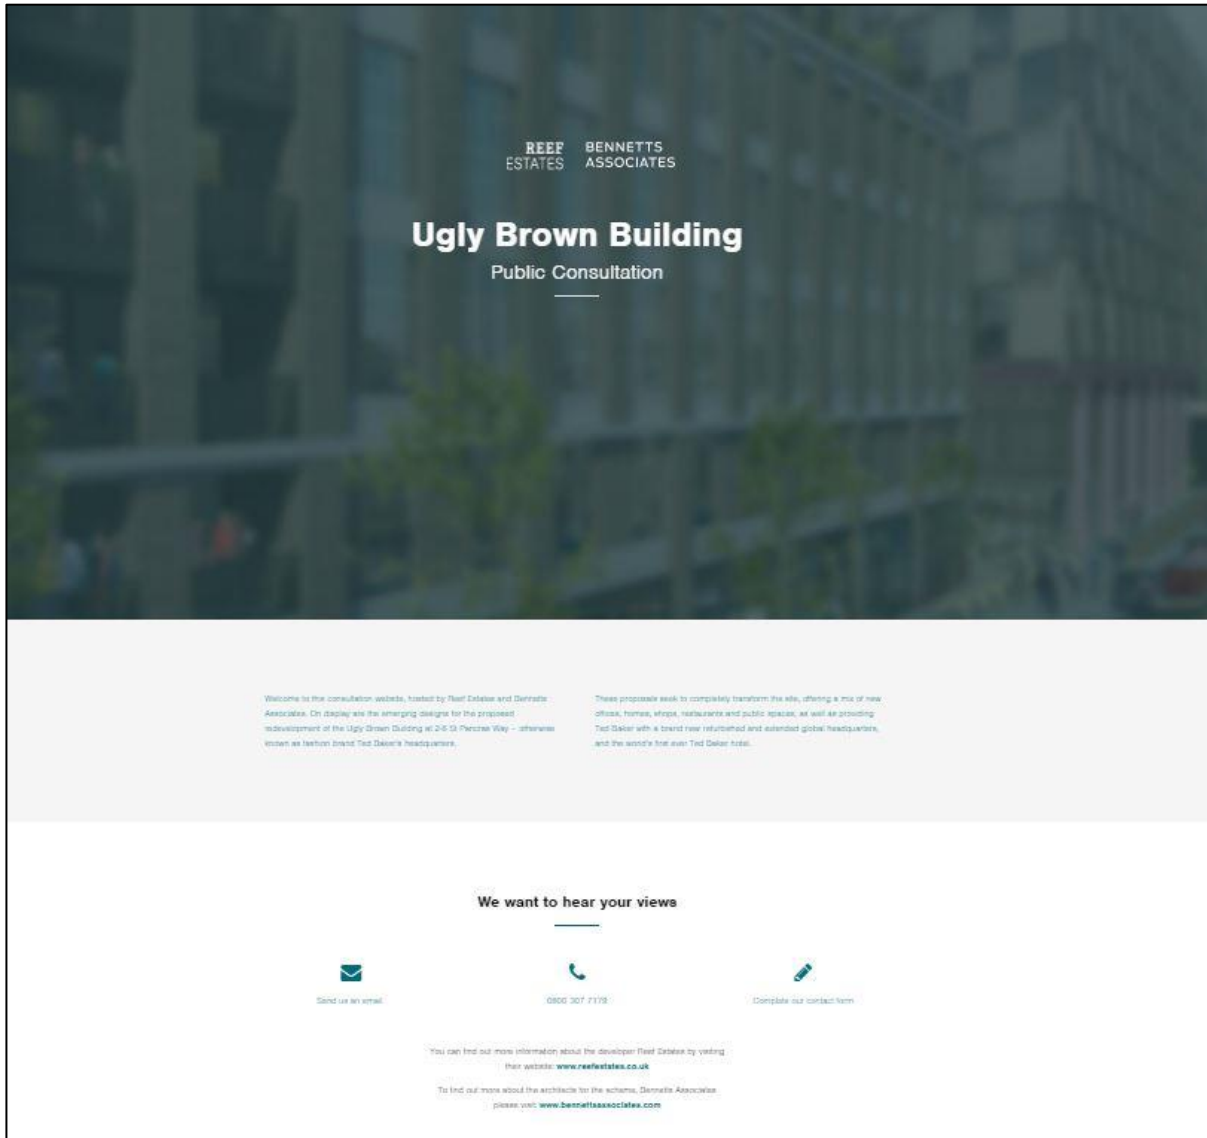 REEF BENNETTS
ESTATES ASSOCIATES
Ugly Brown Building
Public Consultation
Welcome to the consultation website, hosted by Reef Estates and Bennetts
Associates. On display are the emerging designs for the proposed
redevelopment of the Ugly Brown Building at 2-6 St Pancras Way – otherwise
known as fashion brand Ted Baker's headquarters.
These proposals seek to completely transform the site, offering a mix of new
offices, homes, shops, restaurants and public spaces, as well as providing
Ted Baker with a brand new refurbished and extended global headquarters,
and the world's first ever Ted Baker hotel.
We want to hear your views
Send us an email
0800 307 7179
Complete our contact form
You can find out more information about the developer Reef Estates by visiting
their website: www.reefestates.co.uk
To find out more about the architects for the scheme, Bennetts Associates
please visit: www.bennettsassociates.com